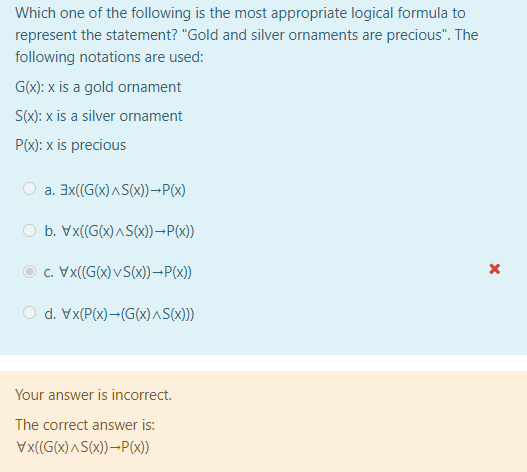 Which one of the following is the most appropriate logical formula to
represent the statement? "Gold and silver ornaments are precious". The
following notations are used:
G(x): x is a gold ornament
S(x): x is a silver ornament
P(x): x is precious
a. ∃x((G(x)∧S(x))→P(x)
b. ∀x((G(x)∧S(x))→P(x))
c. ∀x((G(x)∨S(x))→P(x))
d. ∀x(P(x)→(G(x)∧S(x)))
Your answer is incorrect.
The correct answer is:
∀x((G(x)∧S(x))→P(x))